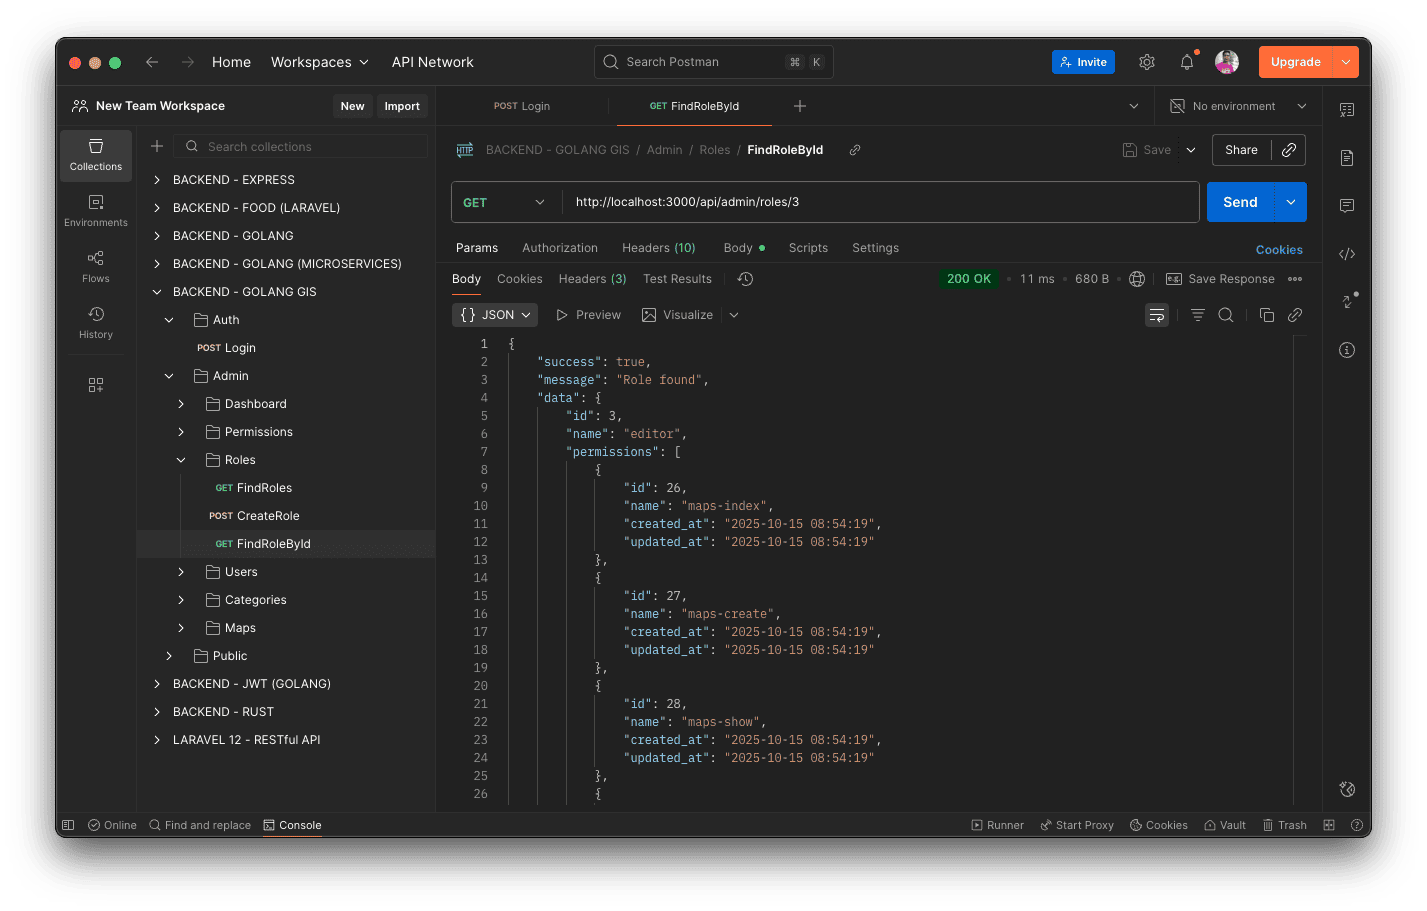 Home Workspaces API Network Search Postman ⌘ K Invite Upgrade
New Team Workspace New Import
POST Login GET FindRoleById No environment
Collections
Environments
Flows
History
Search collections
BACKEND - EXPRESS
BACKEND - FOOD (LARAVEL)
BACKEND - GOLANG
BACKEND - GOLANG (MICROSERVICES)
BACKEND - GOLANG GIS
Auth
POST Login
Admin
Dashboard
Permissions
Roles
GET FindRoles
POST CreateRole
GET FindRoleById
Users
Categories
Maps
Public
BACKEND - JWT (GOLANG)
BACKEND - RUST
LARAVEL 12 - RESTful API
HTTP BACKEND - GOLANG GIS / Admin / Roles / FindRoleById Save Share
GET http://localhost:3000/api/admin/roles/3 Send
Params Authorization Headers (10) Body Scripts Settings Cookies
Body Cookies Headers (3) Test Results 200 OK • 11 ms • 680 B • e.g. Save Response
{} JSON Preview Visualize
1 {
2 "success": true,
3 "message": "Role found",
4 "data": {
5 "id": 3,
6 "name": "editor",
7 "permissions": [
8 {
9 "id": 26,
10 "name": "maps-index",
11 "created_at": "2025-10-15 08:54:19",
12 "updated_at": "2025-10-15 08:54:19"
13 },
14 {
15 "id": 27,
16 "name": "maps-create",
17 "created_at": "2025-10-15 08:54:19",
18 "updated_at": "2025-10-15 08:54:19"
19 },
20 {
21 "id": 28,
22 "name": "maps-show",
23 "created_at": "2025-10-15 08:54:19",
24 "updated_at": "2025-10-15 08:54:19"
25 },
26 {
Online Find and replace Console Runner Start Proxy Cookies Vault Trash